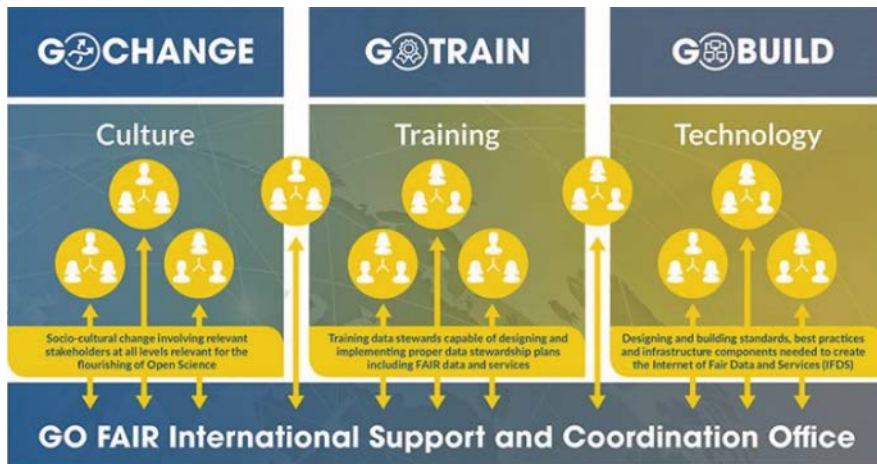 GO CHANGE
GO TRAIN
GO BUILD
Culture
Training
Technology
Socio-cultural change involving relevant
stakeholders at all levels relevant for the
flourishing of Open Science
Training data stewards capable of designing and
implementing proper data stewardship plans
including FAIR data and services
Designing and building standards, best practices
and infrastructure components needed to create
the Internet of Fair Data and Services (IFDS)
GO FAIR International Support and Coordination Office